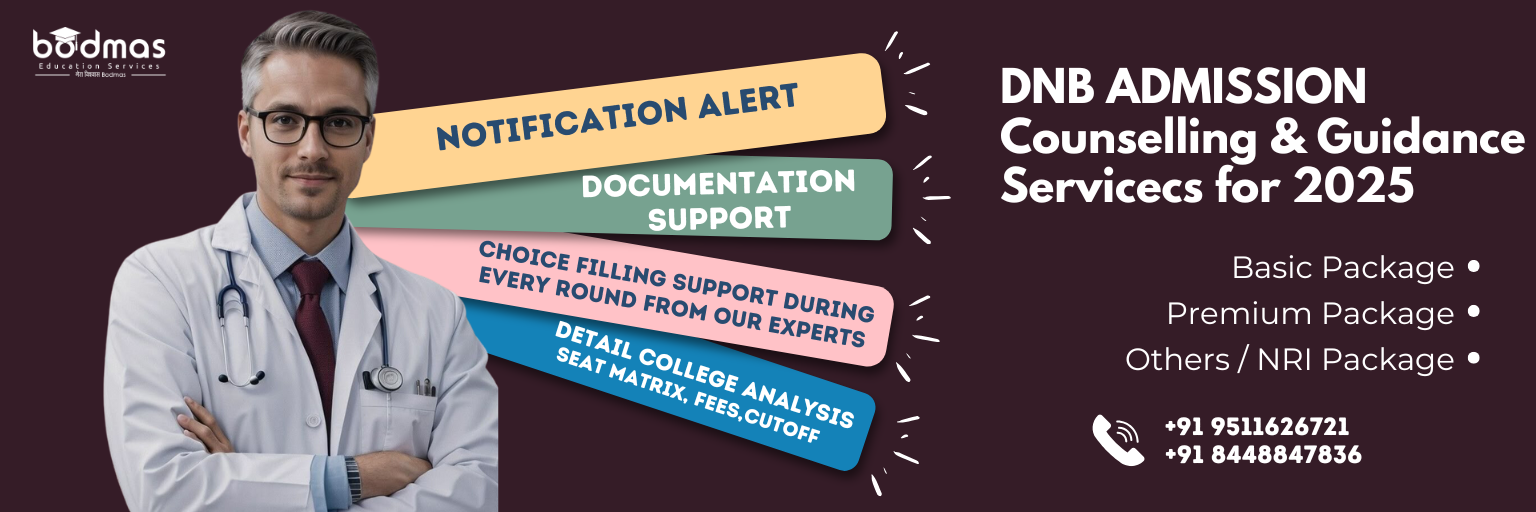 bodmas
Education Services
मेरा विश्वास Bodmas
NOTIFICATION ALERT
DOCUMENTATION
SUPPORT
CHOICE FILLING SUPPORT DURING
EVERY ROUND FROM OUR EXPERTS
DETAIL COLLEGE ANALYSIS
SEAT MATRIX, FEES,CUTOFF
DNB ADMISSION
Counselling & Guidance
Servicecs for 2025
Basic Package •
Premium Package •
Others / NRI Package •
+91 9511626721
+91 8448847836